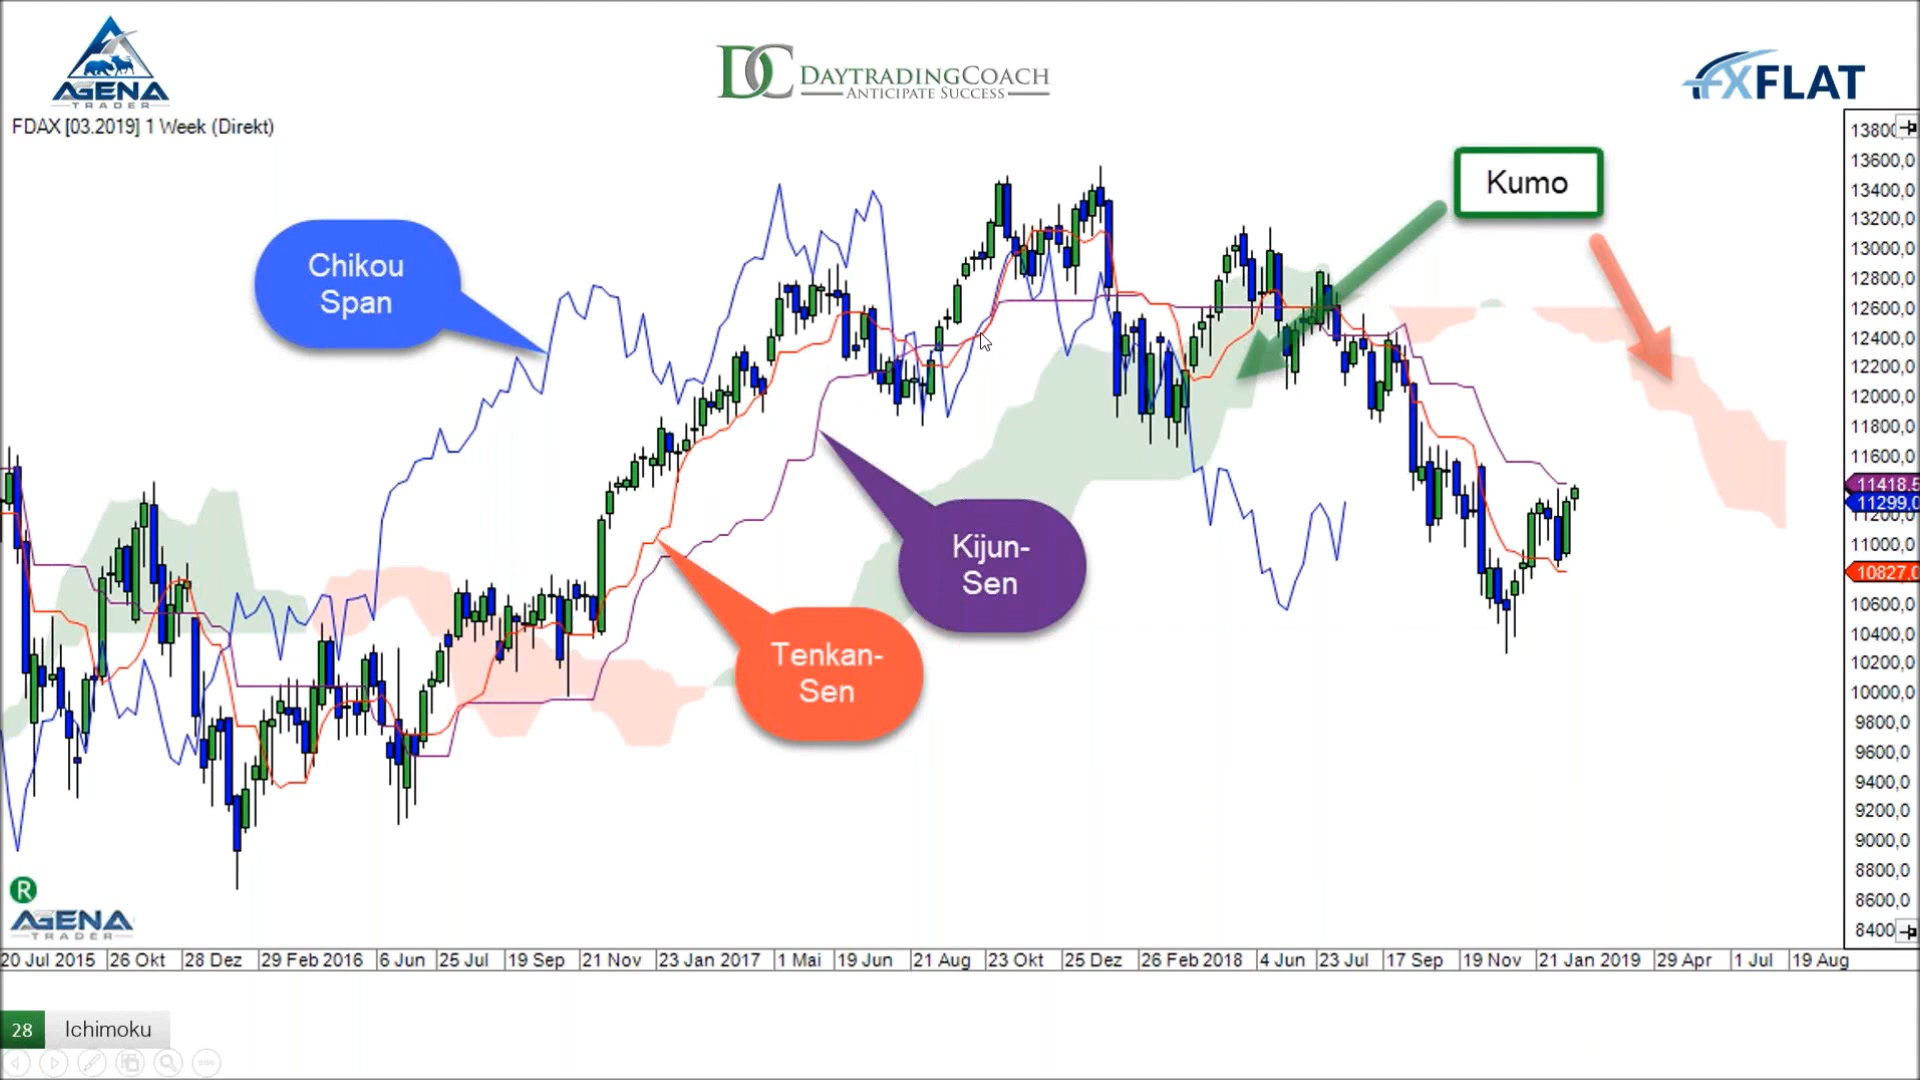 AGENA
TRADER
DC DAYTRADINGCOACH
ANTICIPATE SUCCESS
FXFLAT
FDAX [03.2019] 1 Week (Direkt)
Kumo
Chikou
Span
Kijun-
Sen
Tenkan-
Sen
13600,0
13400,0
13200,0
13000,0
12800,0
12600,0
12400,0
12200,0
12000,0
11800,0
11600,0
11418.5
11299.0
11200,0
11000,0
10827.0
10600,0
10400,0
10200,0
10000,0
9800,0
9600,0
9400,0
9200,0
9000,0
8800,0
8600,0
8400
R
AGENA
TRADER
20 Jul 2015 26 Okt 28 Dez 29 Feb 2016 6 Jun 25 Jul 19 Sep 21 Nov 23 Jan 2017 1 Mai 19 Jun 21 Aug 23 Okt 25 Dez 26 Feb 2018 4 Jun 23 Jul 17 Sep 19 Nov 21 Jan 2019 29 Apr 1 Jul 19 Aug
28 Ichimoku